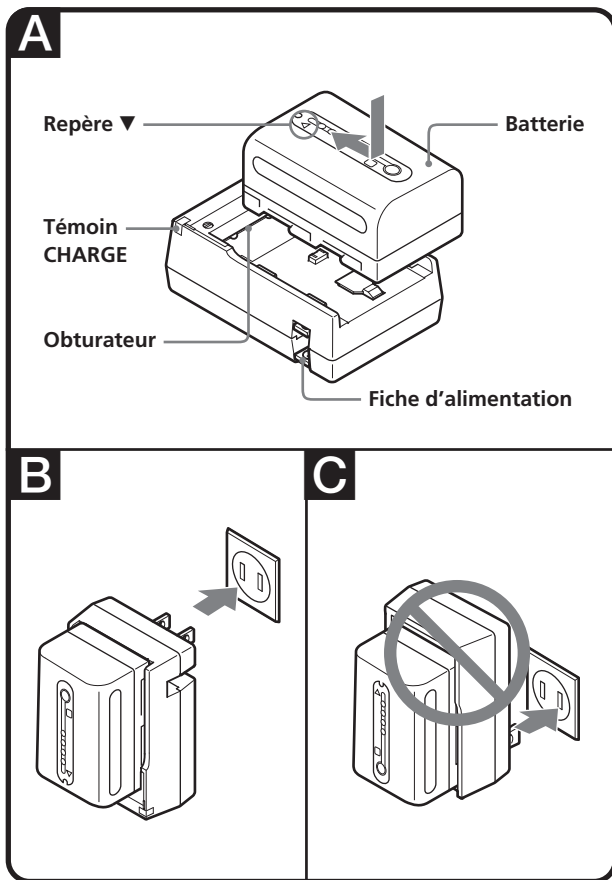 A
Repère ▼
Batterie
Témoin
CHARGE
Obturateur
Fiche d’alimentation
B
C